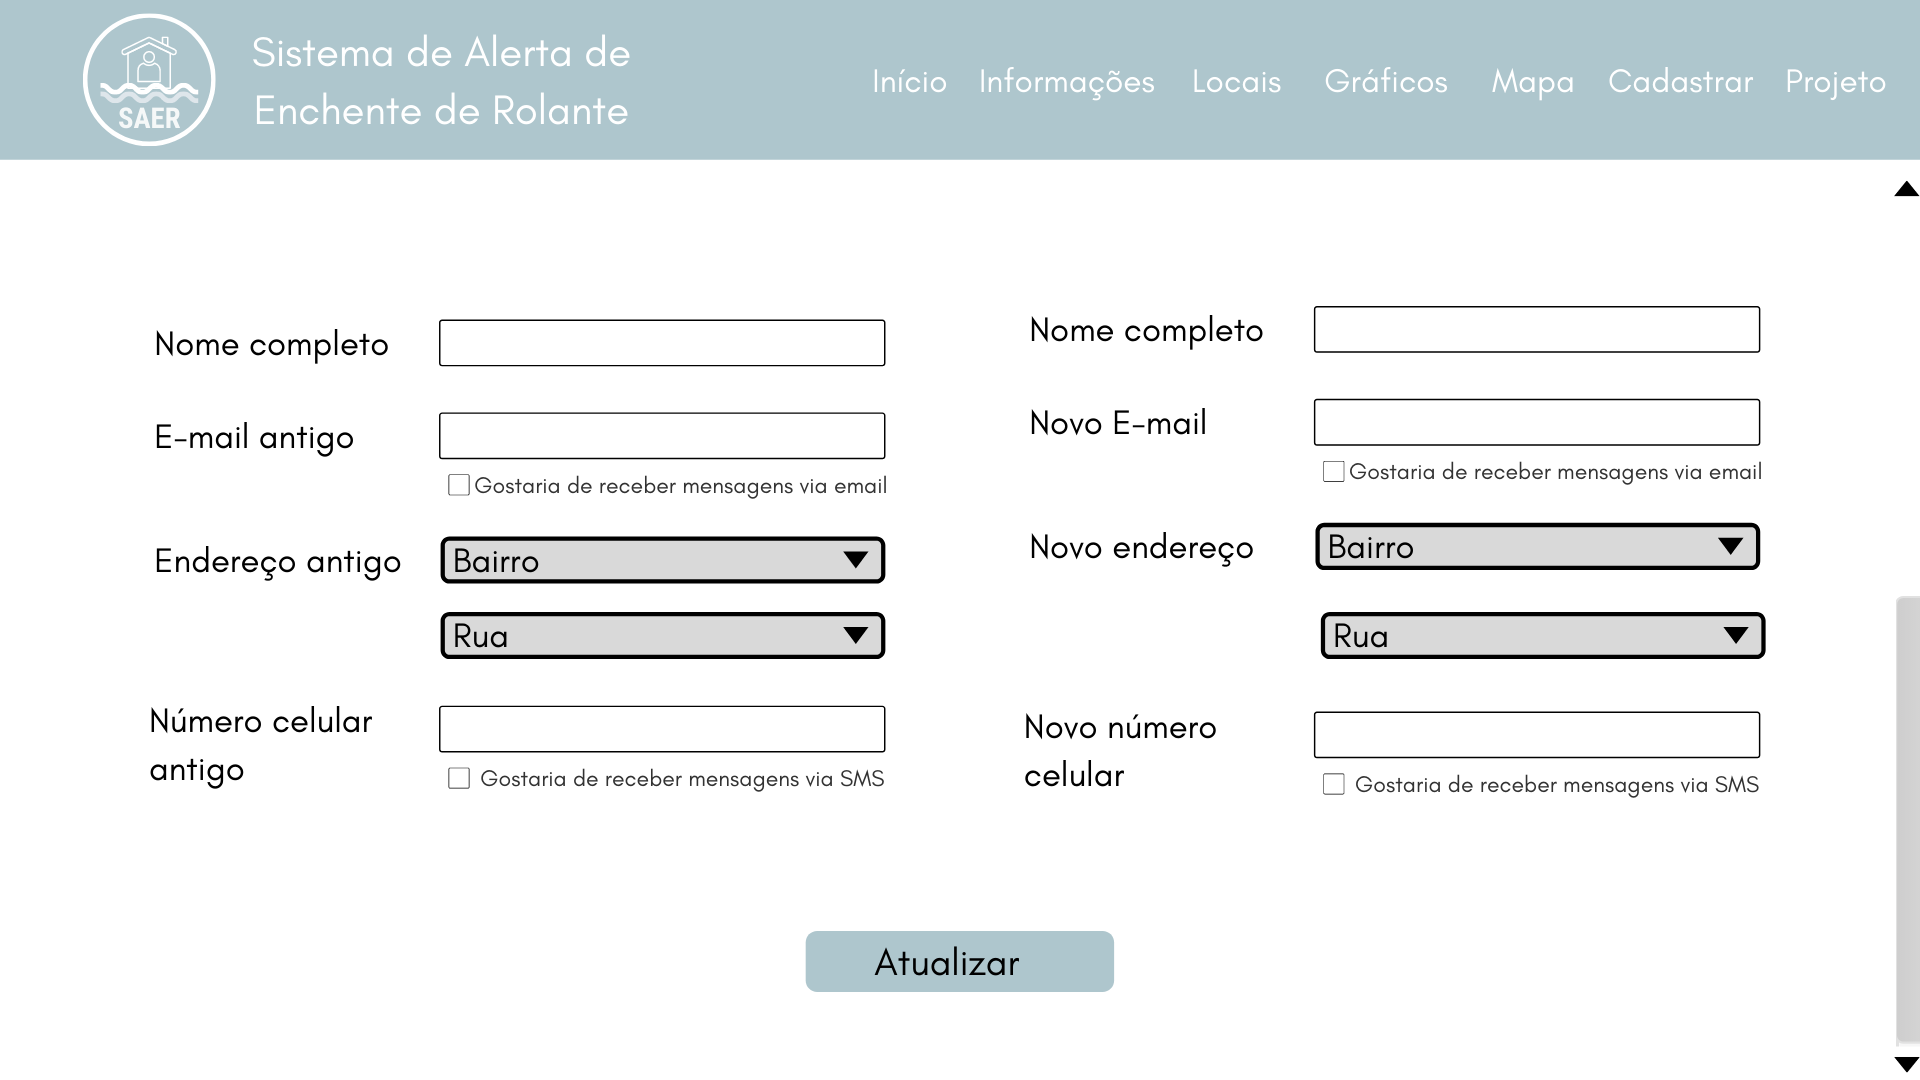 SAER
Sistema de Alerta de
Enchente de Rolante
Início Informações Locais Gráficos Mapa Cadastrar Projeto
Nome completo
E-mail antigo
Gostaria de receber mensagens via email
Endereço antigo
Bairro
Rua
Número celular
antigo
Gostaria de receber mensagens via SMS
Nome completo
Novo E-mail
Gostaria de receber mensagens via email
Novo endereço
Bairro
Rua
Novo número
celular
Gostaria de receber mensagens via SMS
Atualizar